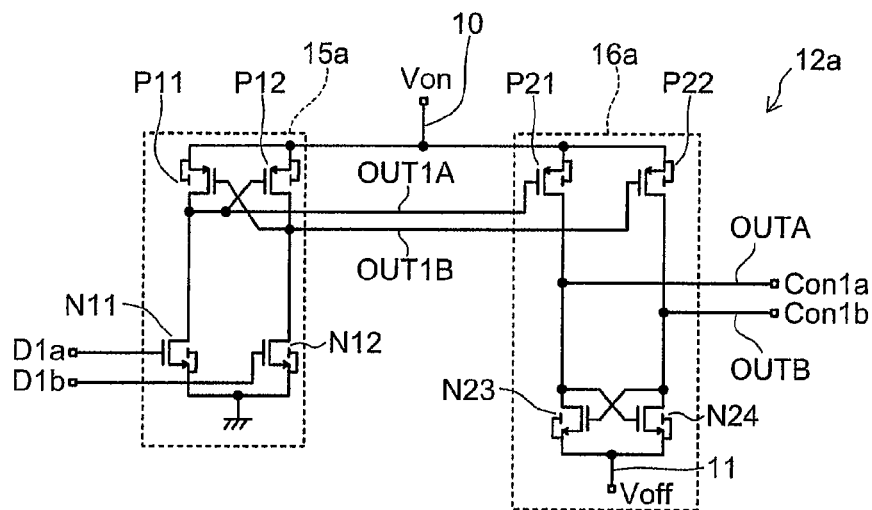 10
15a
16a
12a
P11
P12
Von
P21
P22
OUT1A
OUT1B
OUTA
Con1a
Con1b
OUTB
N11
N12
D1a
D1b
N23
N24
11
Voff